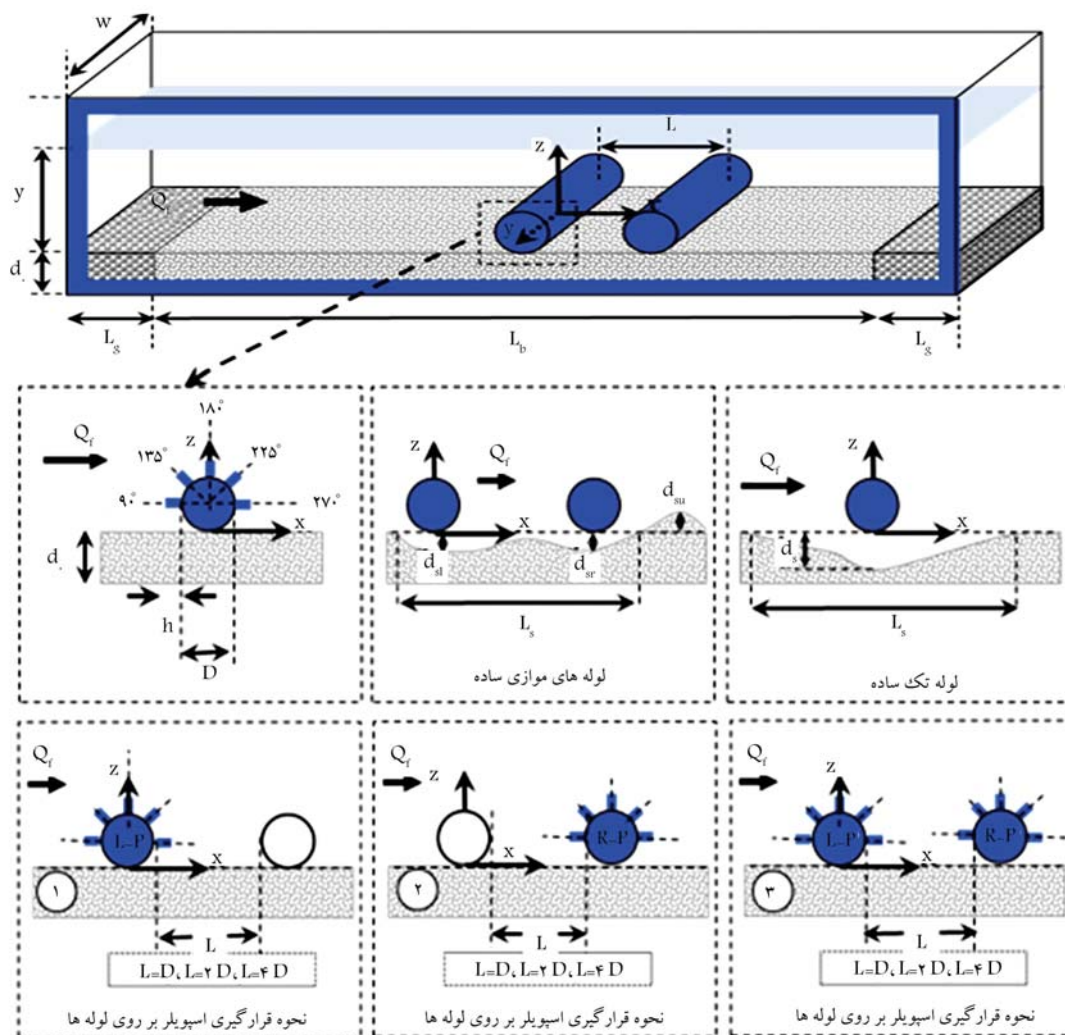 w
L
z
y
Q_f
x
y
d.
L_g
L_b
L_g
۱۸۰°
Q_f
z
۱۳۵°
۲۲۵°
۹۰°
۲۷۰°
x
d.
h
D
z
Q_f
x
d_su
d_sl
d_sr
L_s
لوله های موازی ساده
z
Q_f
x
d_s
L_s
لوله تک ساده
Q_f
z
L-P
x
۱
L
L=D، L=۲ D، L=۴ D
نحوه قرارگیری اسپویلر بر روی لوله ها
Q_f
z
R-P
x
۲
L
L=D، L=۲ D، L=۴ D
نحوه قرارگیری اسپویلر بر روی لوله ها
Q_f
z
L-P
R-P
x
۳
L
L=D، L=۲ D، L=۴ D
نحوه قرارگیری اسپویلر بر روی لوله ها